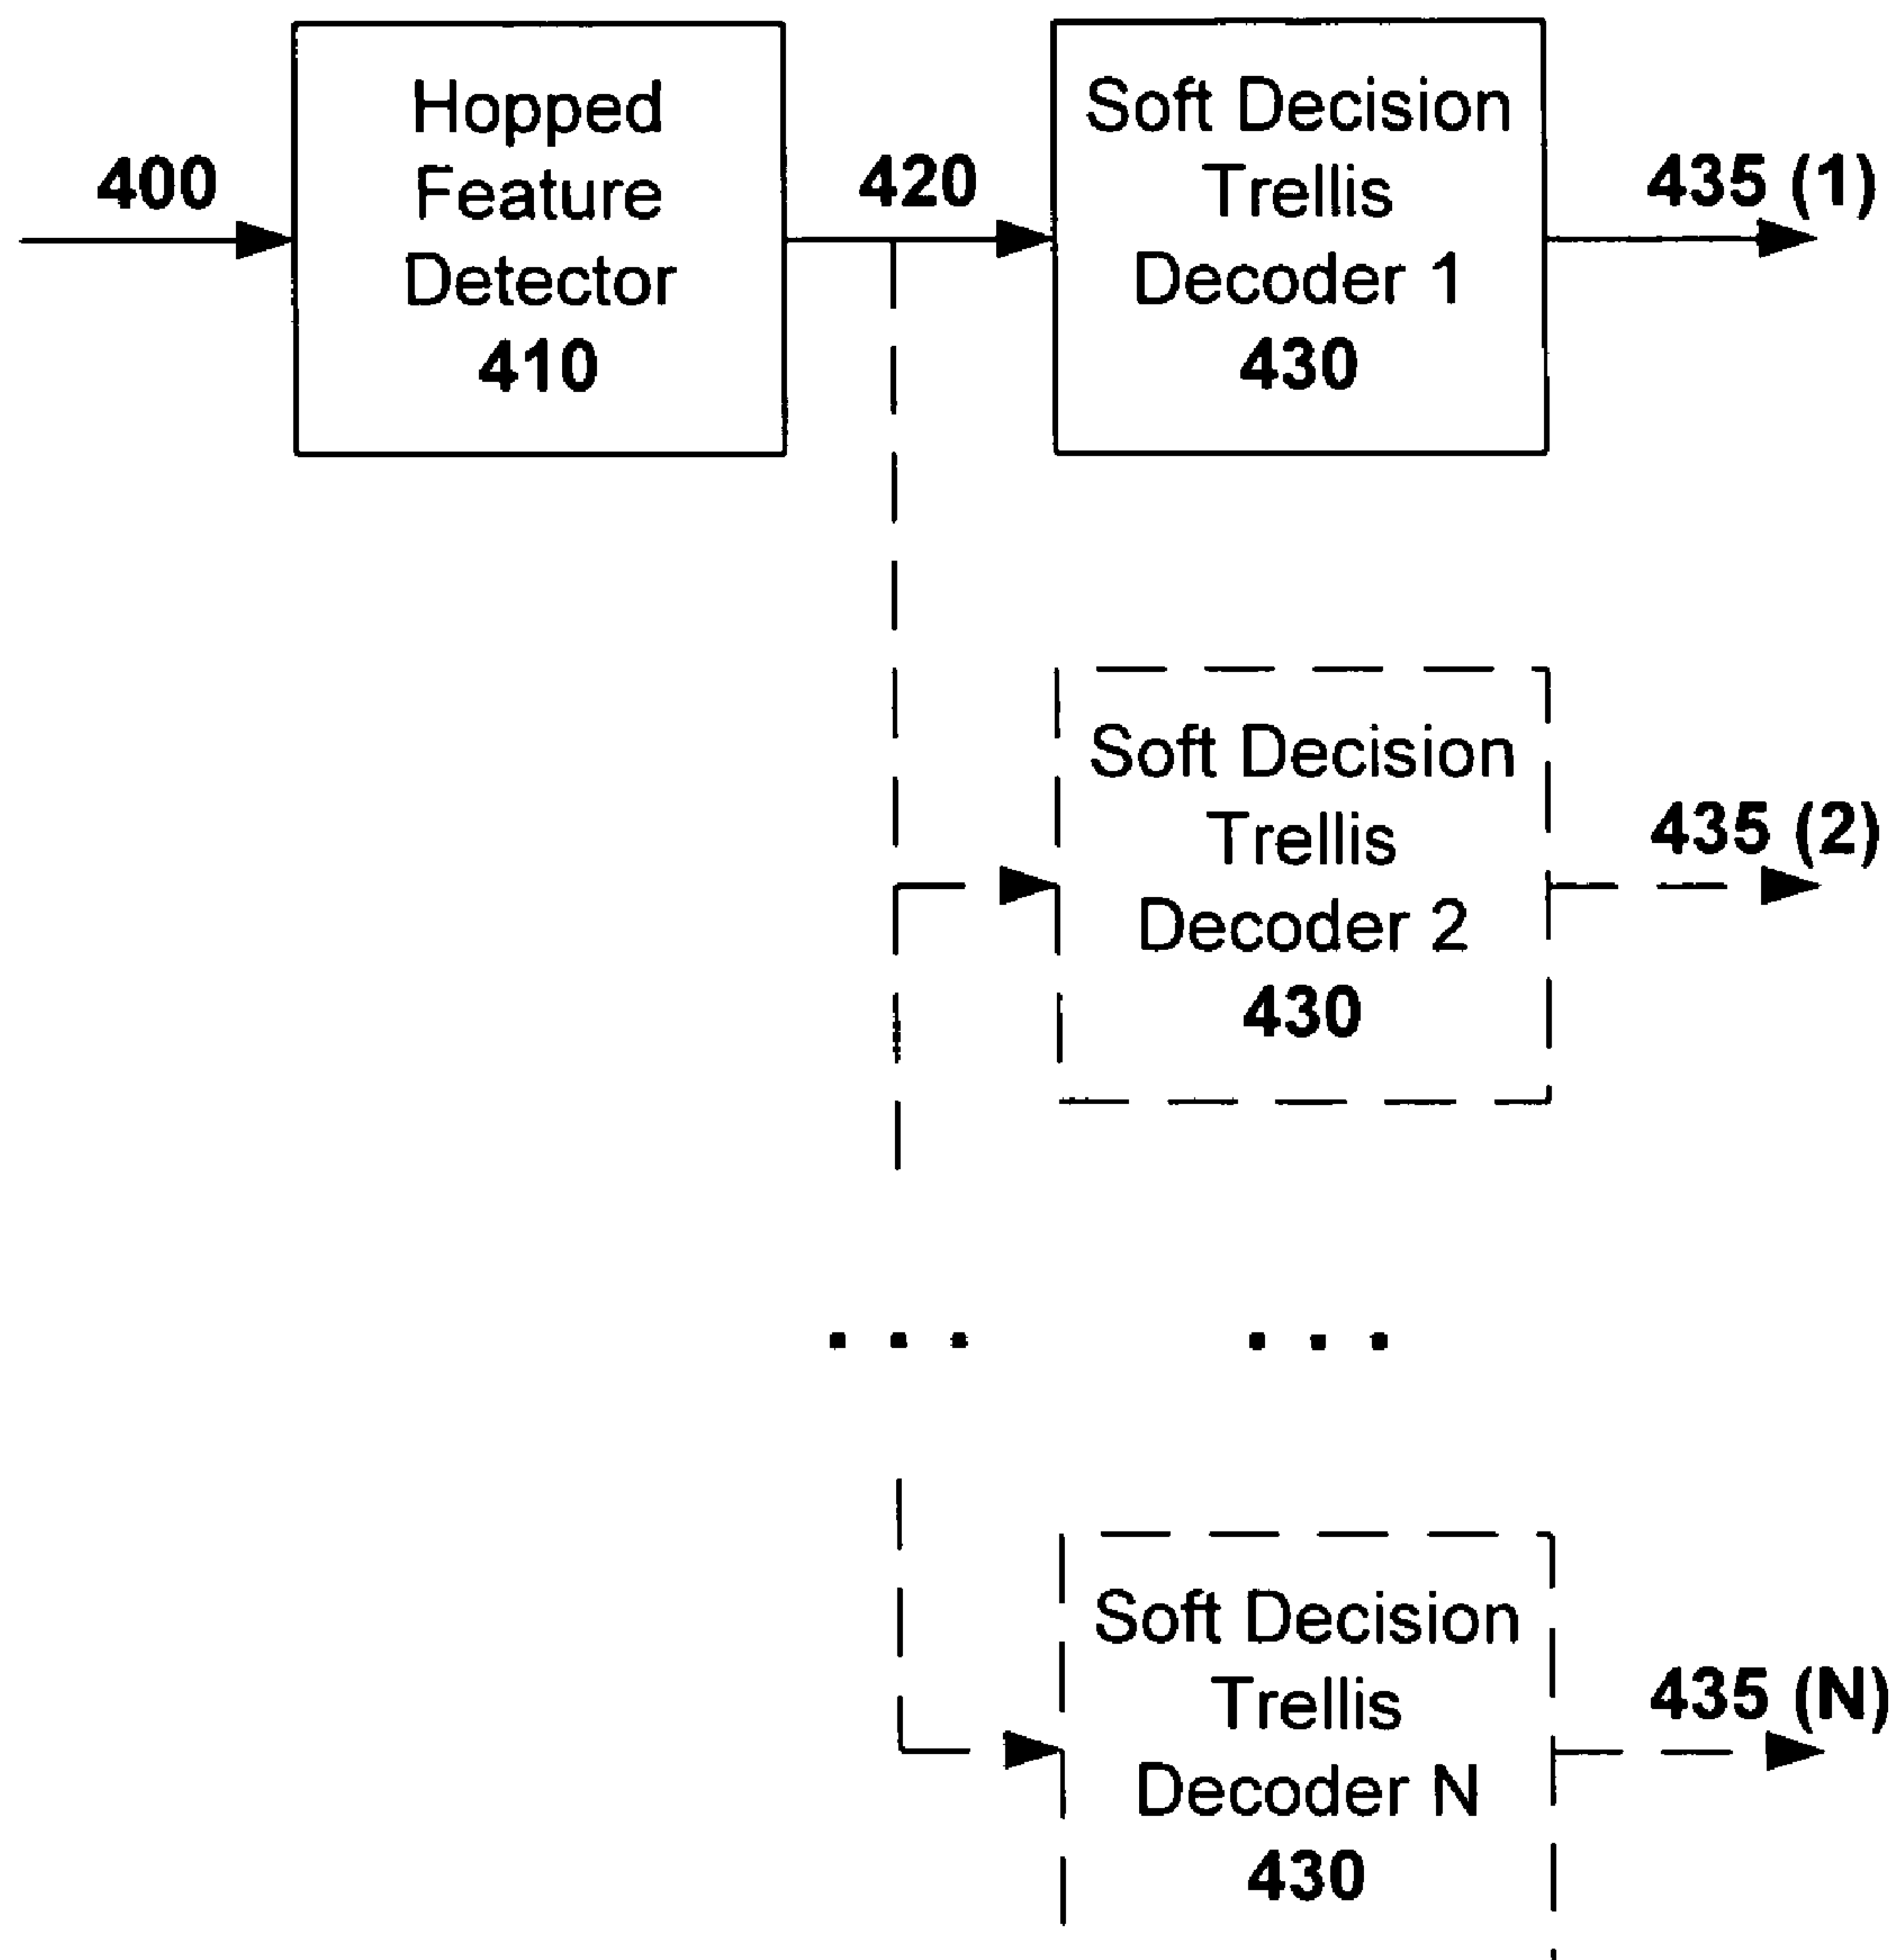 Hopped
Feature
Detector
410
400
420
Soft Decision
Trellis
Decoder 1
430
435 (1)
Soft Decision
Trellis
Decoder 2
430
435 (2)
. . .
. . .
Soft Decision
Trellis
Decoder N
430
435 (N)